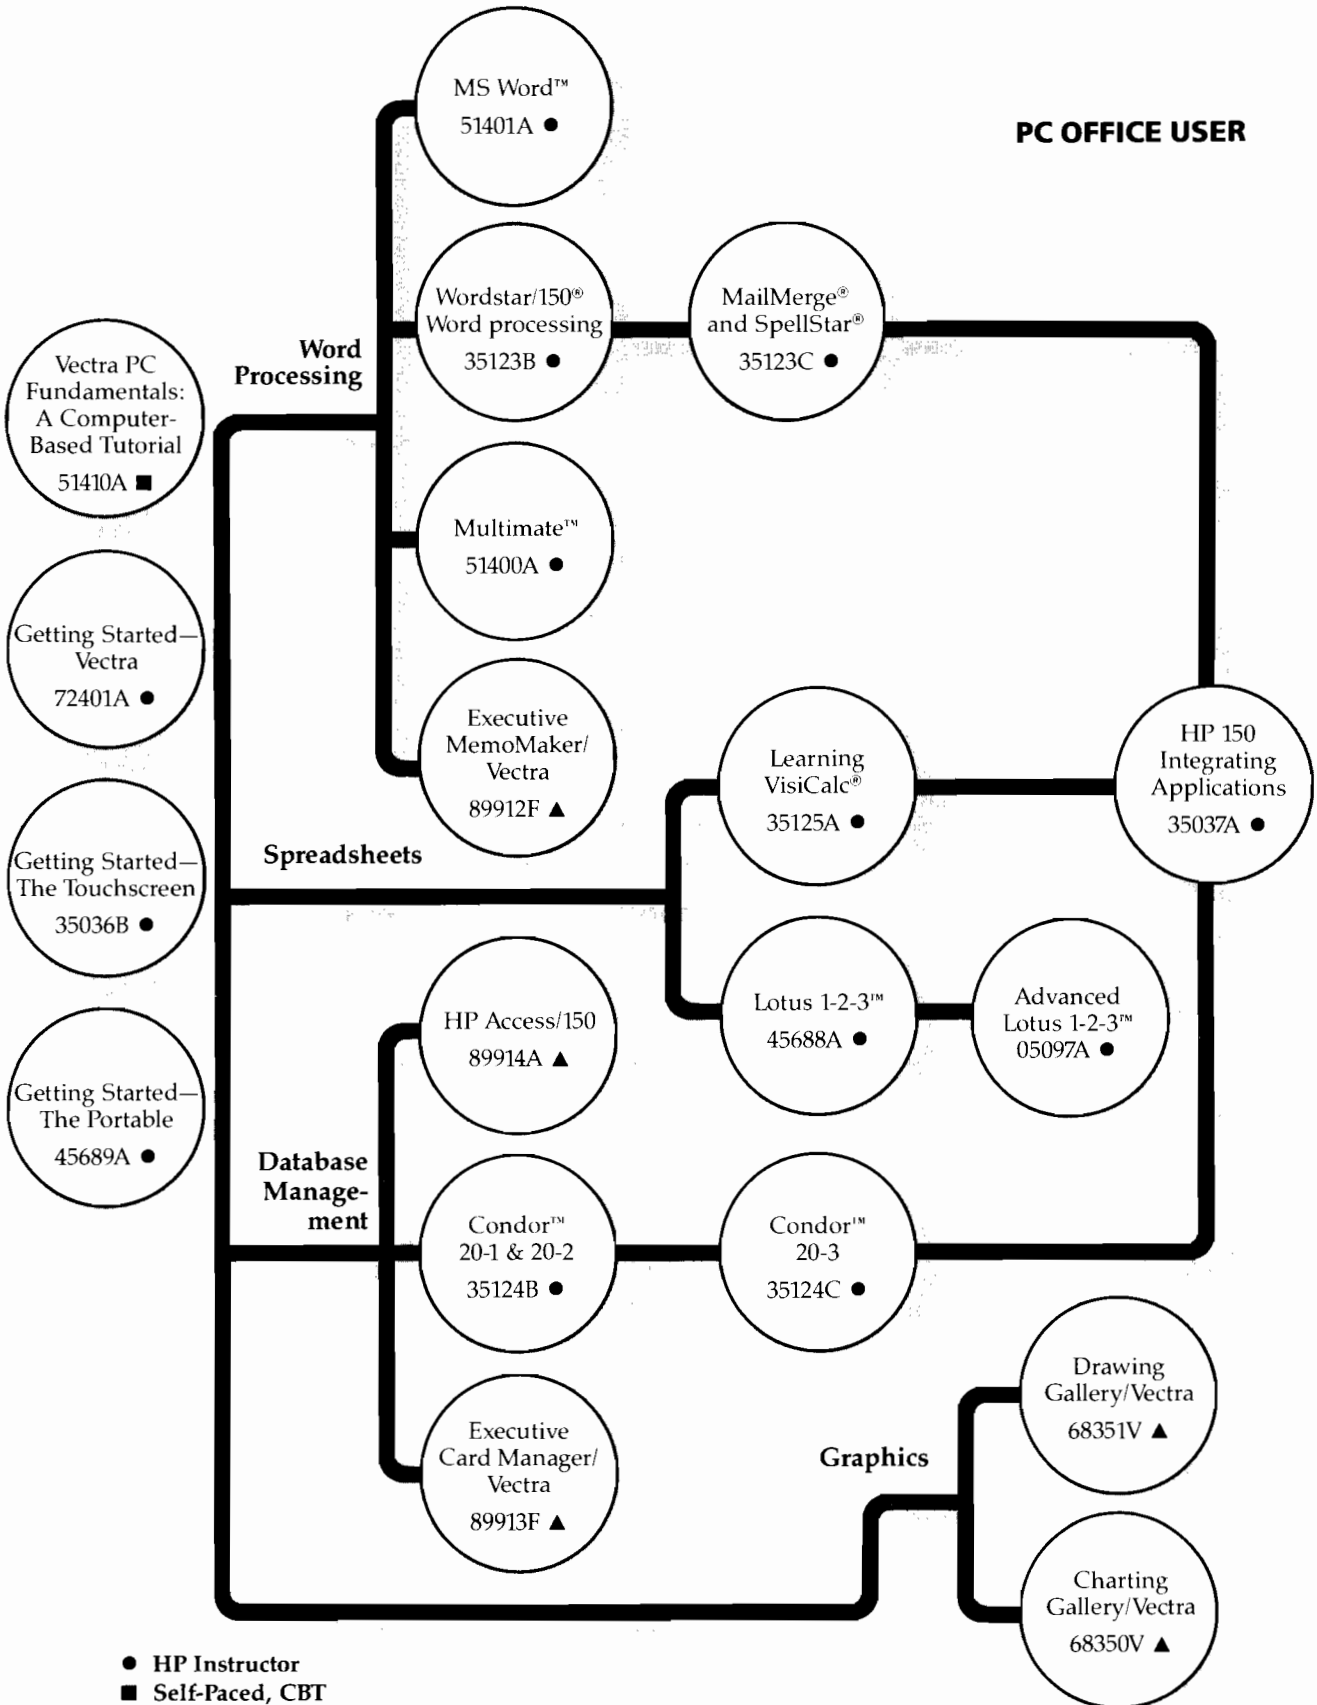 PC OFFICE USER
MS Word™
51401A ●
Wordstar/150®
Word processing
35123B ●
MailMerge®
and SpellStar®
35123C ●
Word
Processing
Vectra PC
Fundamentals:
A Computer-
Based Tutorial
51410A ■
Multimate™
51400A ●
Getting Started—
Vectra
72401A ●
Executive
MemoMaker/
Vectra
89912F ▲
Learning
VisiCalc®
35125A ●
HP 150
Integrating
Applications
35037A ●
Spreadsheets
Getting Started—
The Touchscreen
35036B ●
HP Access/150
89914A ▲
Lotus 1-2-3™
45688A ●
Advanced
Lotus 1-2-3™
05097A ●
Getting Started—
The Portable
45689A ●
Database
Manage-
ment
Condor™
20-1 & 20-2
35124B ●
Condor™
20-3
35124C ●
Executive
Card Manager/
Vectra
89913F ▲
Graphics
Drawing
Gallery/Vectra
68351V ▲
Charting
Gallery/Vectra
68350V ▲
● HP Instructor
■ Self-Paced, CBT